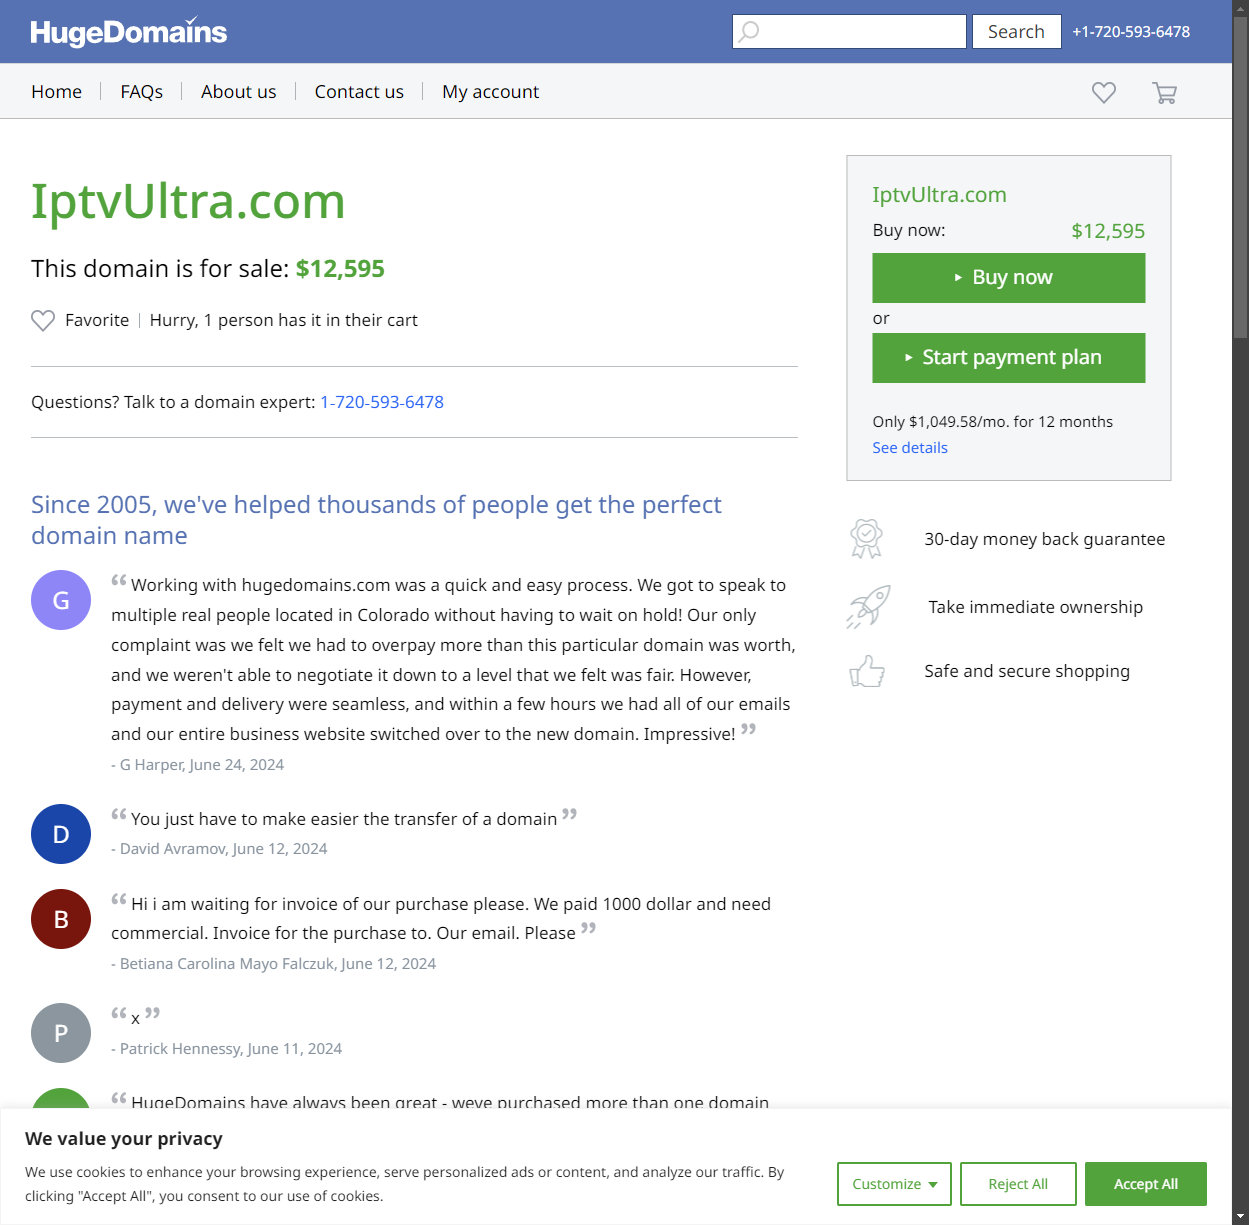 HugeDomains
Search
+1-720-593-6478
Home
FAQs
About us
Contact us
My account
IptvUltra.com
This domain is for sale: $12,595
Favorite
Hurry, 1 person has it in their cart
Questions? Talk to a domain expert: 1-720-593-6478
IptvUltra.com
Buy now:
$12,595
Buy now
or
Start payment plan
Only $1,049.58/mo. for 12 months
See details
30-day money back guarantee
Take immediate ownership
Safe and secure shopping
Since 2005, we've helped thousands of people get the perfect
domain name
G
“ Working with hugedomains.com was a quick and easy process. We got to speak to
multiple real people located in Colorado without having to wait on hold! Our only
complaint was we felt we had to overpay more than this particular domain was worth,
and we weren't able to negotiate it down to a level that we felt was fair. However,
payment and delivery were seamless, and within a few hours we had all of our emails
and our entire business website switched over to the new domain. Impressive! ”
- G Harper, June 24, 2024
D
“ You just have to make easier the transfer of a domain ”
- David Avramov, June 12, 2024
B
“ Hi i am waiting for invoice of our purchase please. We paid 1000 dollar and need
commercial. Invoice for the purchase to. Our email. Please ”
- Betiana Carolina Mayo Falczuk, June 12, 2024
P
“ x ”
- Patrick Hennessy, June 11, 2024
“ HugeDomains have always been great - weve purchased more than one domain
We value your privacy
We use cookies to enhance your browsing experience, serve personalized ads or content, and analyze our traffic. By
clicking "Accept All", you consent to our use of cookies.
Customize
Reject All
Accept All